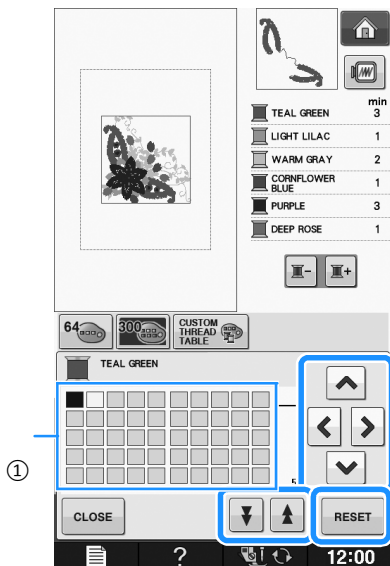 min
TEAL GREEN 3
LIGHT LILAC 1
WARM GRAY 2
CORNFLOWER
BLUE 1
PURPLE 3
DEEP ROSE 1
- +
64 300 CUSTOM
THREAD
TABLE
TEAL GREEN
①
CLOSE RESET
? 12:00